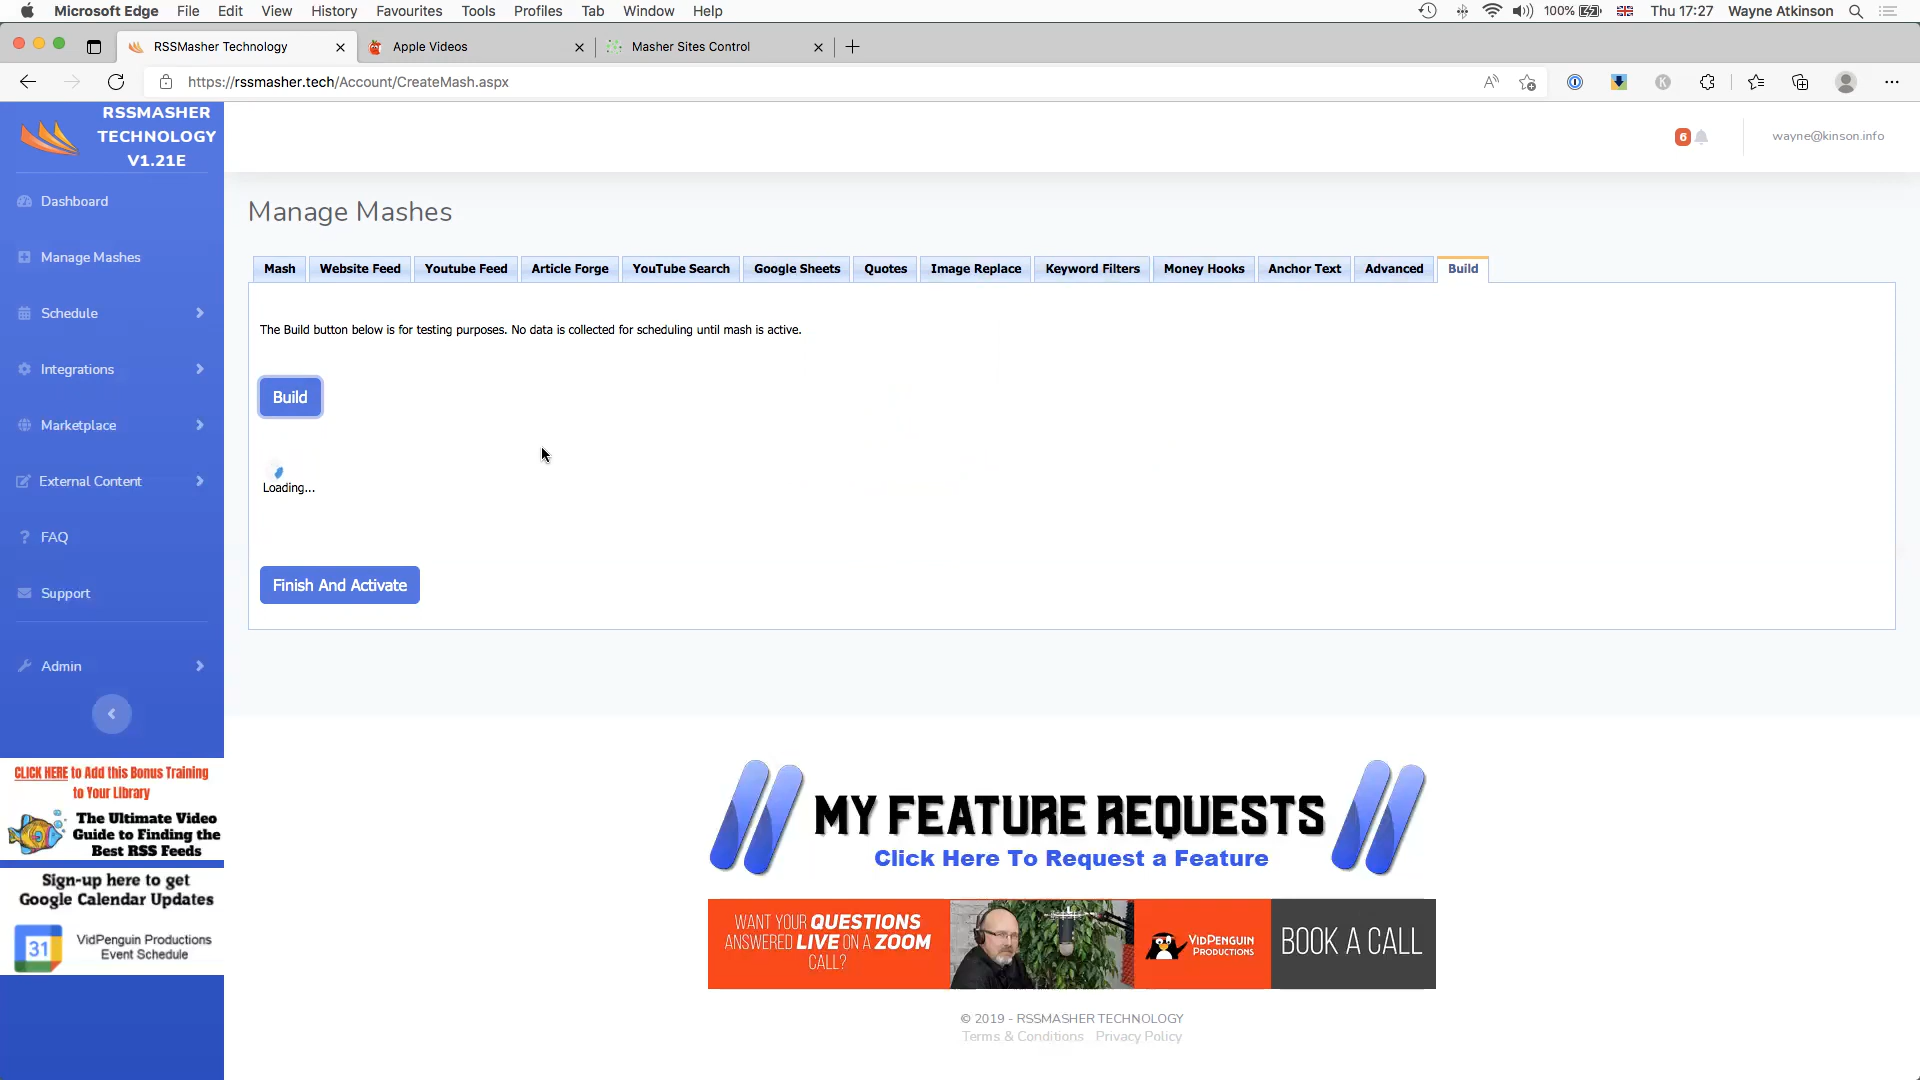 Microsoft Edge File Edit View History Favourites Tools Profiles Tab Window Help 100% Thu 17:27 Wayne Atkinson
RSSMasher Technology Apple Videos Masher Sites Control
https://rssmasher.tech/Account/CreateMash.aspx
RSSMASHER
TECHNOLOGY
V1.21E
6
wayne@kinson.info
Dashboard
Manage Mashes
Schedule
Integrations
Marketplace
External Content
FAQ
Support
Admin
CLICK HERE to Add this Bonus Training
to Your Library
The Ultimate Video
Guide to Finding the
Best RSS Feeds
Sign-up here to get
Google Calendar Updates
31
VidPenguin Productions
Event Schedule
Manage Mashes
Mash Website Feed Youtube Feed Article Forge YouTube Search Google Sheets Quotes Image Replace Keyword Filters Money Hooks Anchor Text Advanced Build
The Build button below is for testing purposes. No data is collected for scheduling until mash is active.
Build
Loading...
Finish And Activate
MY FEATURE REQUESTS
Click Here To Request a Feature
WANT YOUR QUESTIONS
ANSWERED LIVE ON A ZOOM
CALL?
VIDPENGUIN
PRODUCTIONS
BOOK A CALL
© 2019 - RSSMASHER TECHNOLOGY
Terms & Conditions Privacy Policy